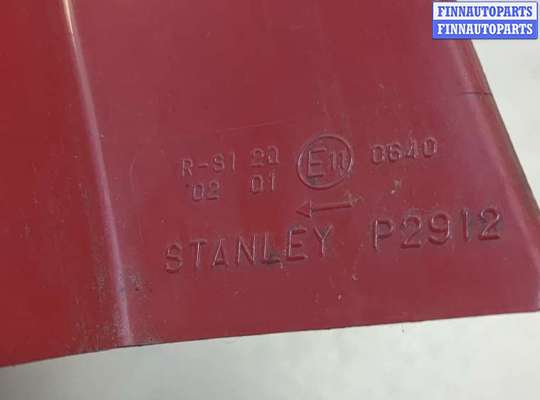 FINNAUTOPARTS
FINNAUTOPARTS
R-S1 2a E11 0640
02 01
STANLEY P2912